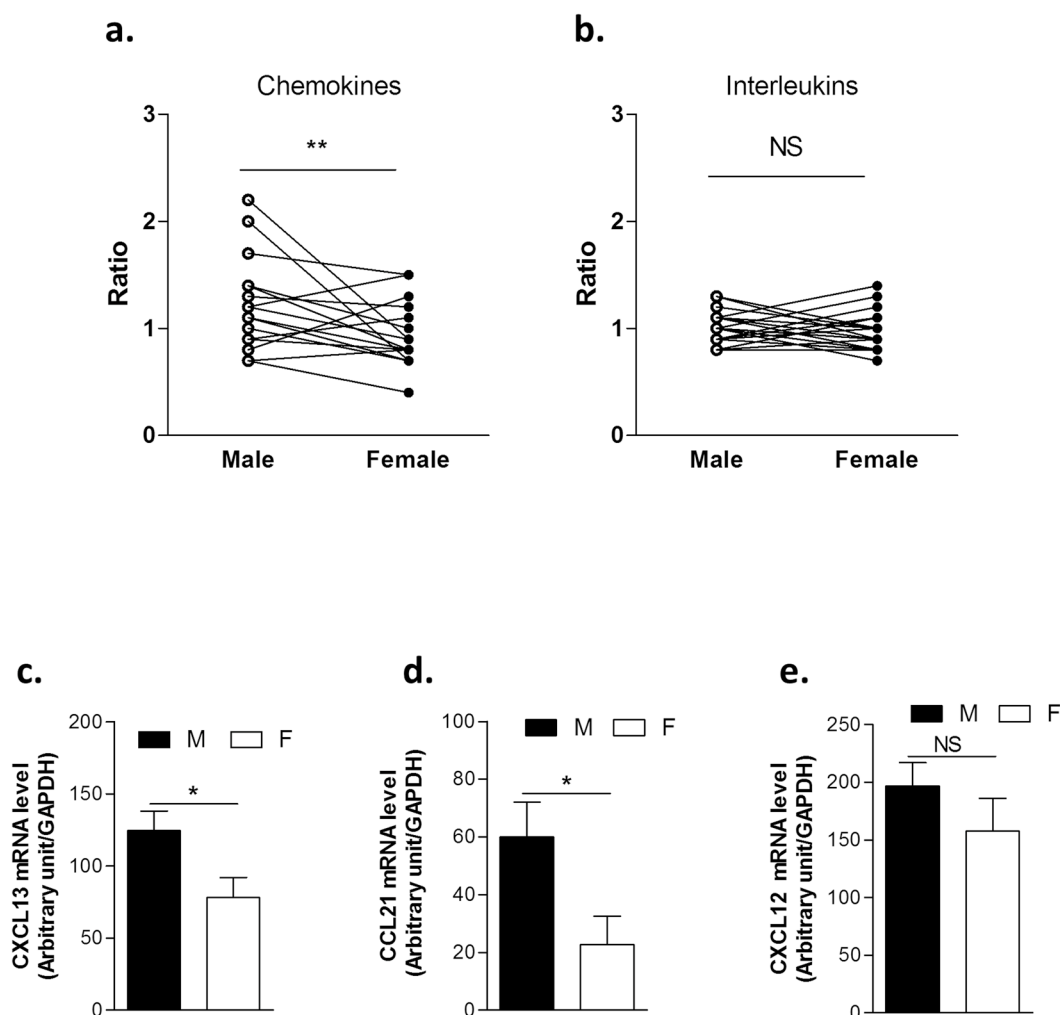 a.
Chemokines
**
3
2
1
0
Ratio
Male Female
b.
Interleukins
NS
3
2
1
0
Ratio
Male Female
c.
M F
*
200
150
100
50
0
CXCL13 mRNA level
(Arbitrary unit/GAPDH)
d.
M F
*
100
80
60
40
20
0
CCL21 mRNA level
(Arbitrary unit/GAPDH)
e.
M F
NS
250
200
150
100
50
0
CXCL12 mRNA level
(Arbitrary unit/GAPDH)